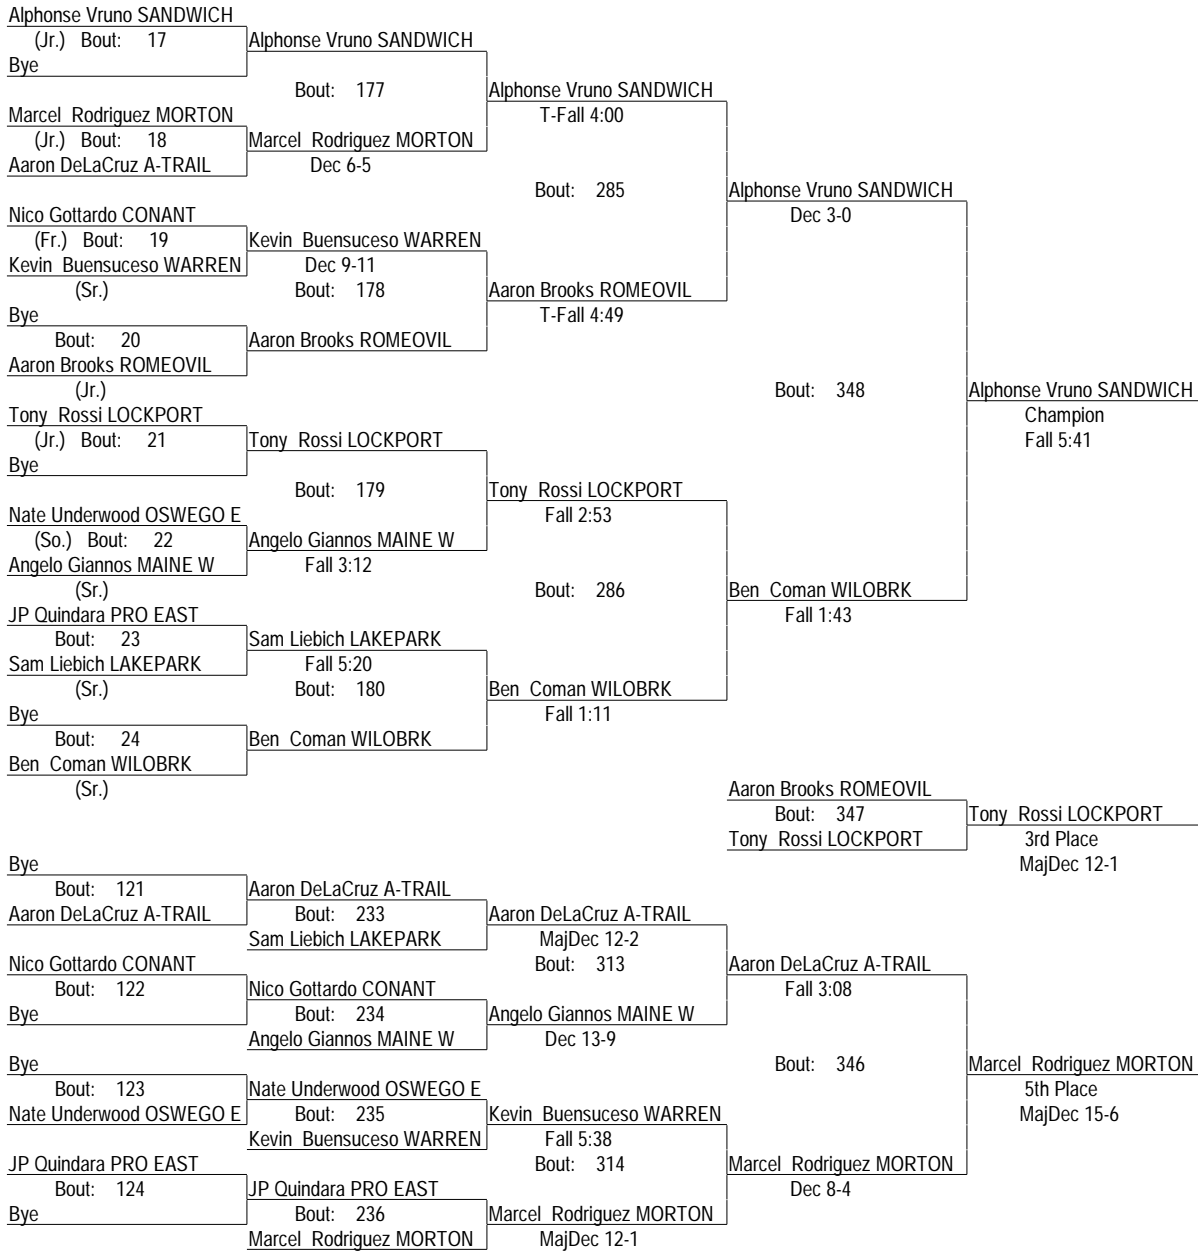 Alphonse Vruno SANDWICH
(Jr.) Bout: 17 Alphonse Vruno SANDWICH
Bye
Bout: 177 Alphonse Vruno SANDWICH
Marcel Rodriguez MORTON T-Fall 4:00
(Jr.) Bout: 18 Marcel Rodriguez MORTON
Aaron DeLaCruz A-TRAIL Dec 6-5
Bout: 285 Alphonse Vruno SANDWICH
Nico Gottardo CONANT Dec 3-0
(Fr.) Bout: 19 Kevin Buensuceso WARREN
Kevin Buensuceso WARREN Dec 9-11
(Sr.) Bout: 178 Aaron Brooks ROMEOVIL
Bye T-Fall 4:49
Bout: 20 Aaron Brooks ROMEOVIL
Aaron Brooks ROMEOVIL
(Jr.) Bout: 348 Alphonse Vruno SANDWICH
Tony Rossi LOCKPORT Champion
(Jr.) Bout: 21 Tony Rossi LOCKPORT Fall 5:41
Bye
Bout: 179 Tony Rossi LOCKPORT
Nate Underwood OSWEGO E Fall 2:53
(So.) Bout: 22 Angelo Giannos MAINE W
Angelo Giannos MAINE W Fall 3:12
(Sr.) Bout: 286 Ben Coman WILOBRK
JP Quindara PRO EAST Fall 1:43
Bout: 23 Sam Liebich LAKEPARK
Sam Liebich LAKEPARK Fall 5:20
(Sr.) Bout: 180 Ben Coman WILOBRK
Bye Fall 1:11
Bout: 24 Ben Coman WILOBRK
Ben Coman WILOBRK
(Sr.) Aaron Brooks ROMEOVIL
Bout: 347 Tony Rossi LOCKPORT
Tony Rossi LOCKPORT 3rd Place
Bye MajDec 12-1
Bout: 121 Aaron DeLaCruz A-TRAIL
Aaron DeLaCruz A-TRAIL Bout: 233 Aaron DeLaCruz A-TRAIL
Sam Liebich LAKEPARK MajDec 12-2
Nico Gottardo CONANT Bout: 313 Aaron DeLaCruz A-TRAIL
Bout: 122 Nico Gottardo CONANT Fall 3:08
Bye Bout: 234 Angelo Giannos MAINE W
Angelo Giannos MAINE W Dec 13-9
Bye Bout: 346 Marcel Rodriguez MORTON
Bout: 123 Nate Underwood OSWEGO E 5th Place
Nate Underwood OSWEGO E Bout: 235 Kevin Buensuceso WARREN MajDec 15-6
Kevin Buensuceso WARREN Fall 5:38
JP Quindara PRO EAST Bout: 314 Marcel Rodriguez MORTON
Bout: 124 JP Quindara PRO EAST Dec 8-4
Bye Bout: 236 Marcel Rodriguez MORTON
Marcel Rodriguez MORTON MajDec 12-1